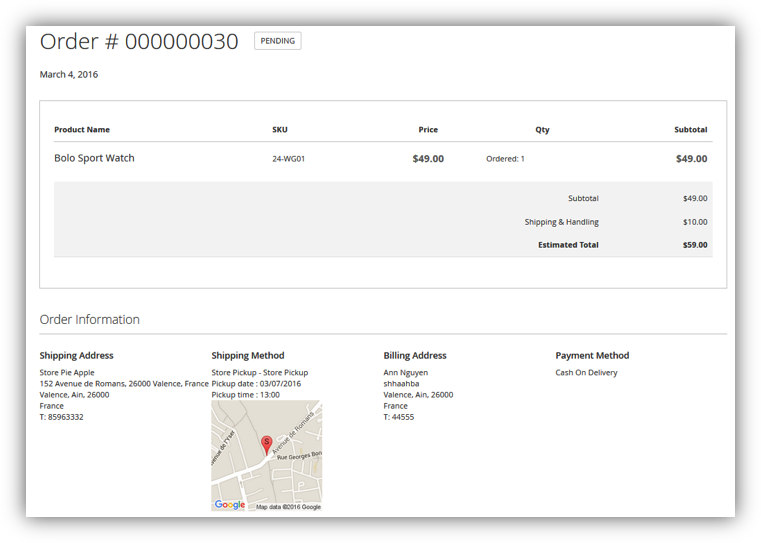 Order # 000000030 PENDING
March 4, 2016
Product Name SKU Price Qty Subtotal
Bolo Sport Watch 24-WG01 $49.00 Ordered: 1 $49.00
Subtotal $49.00
Shipping & Handling $10.00
Estimated Total $59.00
Order Information
Shipping Address
Store Pie Apple
152 Avenue de Romans, 26000 Valence, France
Valence, Ain, 26000
France
T: 85963332
Shipping Method
Store Pickup - Store Pickup
Pickup date : 03/07/2016
Pickup time : 13:00
Avenue de Romans
Rue Georges Bon
S
Google Map data ©2016 Google
Billing Address
Ann Nguyen
shhaahba
Valence, Ain, 26000
France
T: 44555
Payment Method
Cash On Delivery